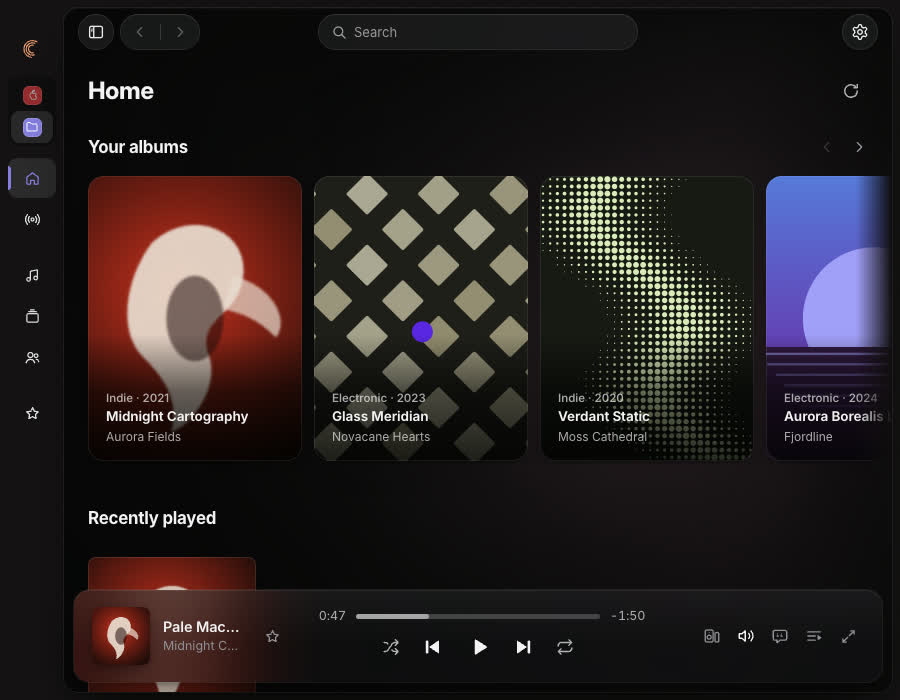 Search
Home
Your albums
Indie · 2021
Midnight Cartography
Aurora Fields
Electronic · 2023
Glass Meridian
Novacane Hearts
Indie · 2020
Verdant Static
Moss Cathedral
Electronic · 2024
Aurora Borealis
Fjordline
Recently played
Pale Mac...
Midnight C...
0:47
-1:50